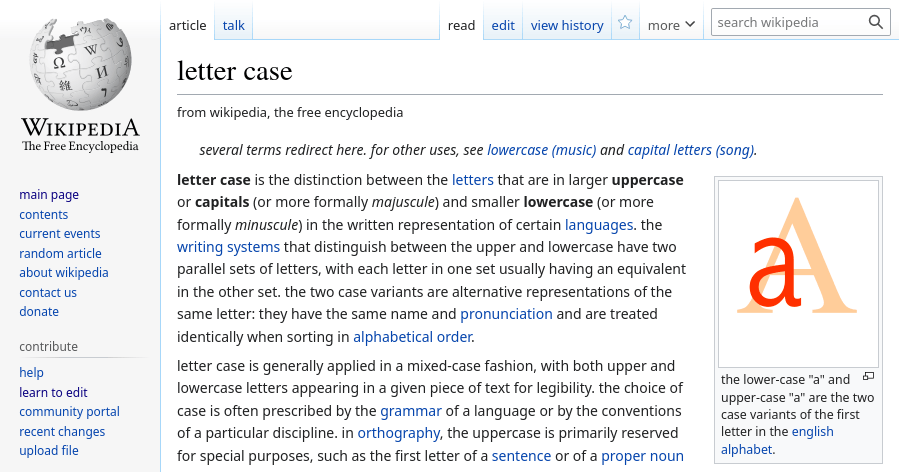 article talk read edit view history more search wikipedia
Ω W И 維 7
WIKIPEDIA
The Free Encyclopedia
main page
contents
current events
random article
about wikipedia
contact us
donate
contribute
help
learn to edit
community portal
recent changes
upload file
letter case
from wikipedia, the free encyclopedia
several terms redirect here. for other uses, see lowercase (music) and capital letters (song).
letter case is the distinction between the letters that are in larger uppercase
or capitals (or more formally majuscule) and smaller lowercase (or more
formally minuscule) in the written representation of certain languages. the
writing systems that distinguish between the upper and lowercase have two
parallel sets of letters, with each letter in one set usually having an equivalent
in the other set. the two case variants are alternative representations of the
same letter: they have the same name and pronunciation and are treated
identically when sorting in alphabetical order.
letter case is generally applied in a mixed-case fashion, with both upper and
lowercase letters appearing in a given piece of text for legibility. the choice of
case is often prescribed by the grammar of a language or by the conventions
of a particular discipline. in orthography, the uppercase is primarily reserved
for special purposes, such as the first letter of a sentence or of a proper noun
a A
the lower-case "a" and
upper-case "a" are the two
case variants of the first
letter in the english
alphabet.